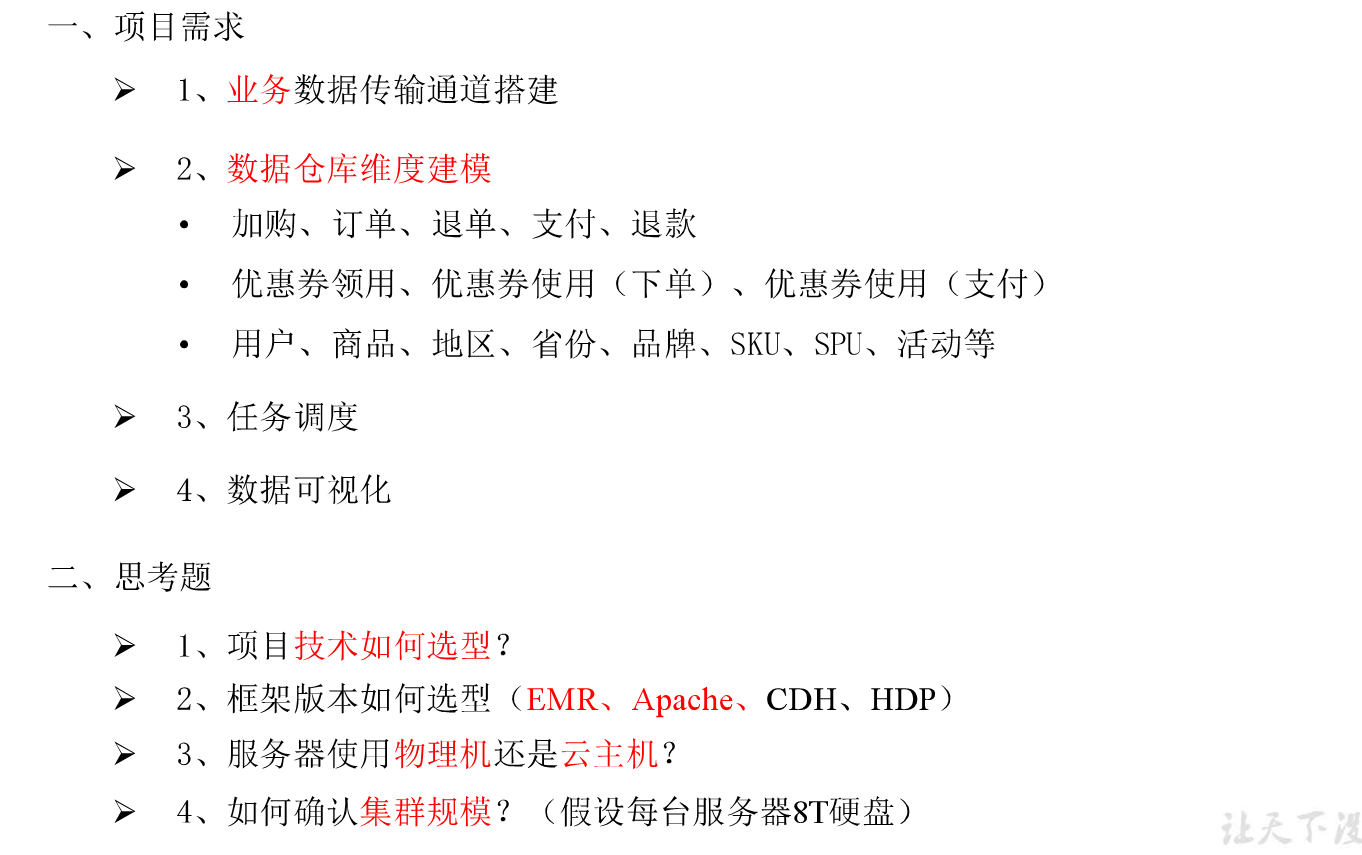 一、项目需求
➢ 1、业务数据传输通道搭建
➢ 2、数据仓库维度建模
• 加购、订单、退单、支付、退款
• 优惠券领用、优惠券使用（下单）、优惠券使用（支付）
• 用户、商品、地区、省份、品牌、SKU、SPU、活动等
➢ 3、任务调度
➢ 4、数据可视化
二、思考题
➢ 1、项目技术如何选型？
➢ 2、框架版本如何选型（EMR、Apache、CDH、HDP）
➢ 3、服务器使用物理机还是云主机？
➢ 4、如何确认集群规模？（假设每台服务器8T硬盘）
让天下没